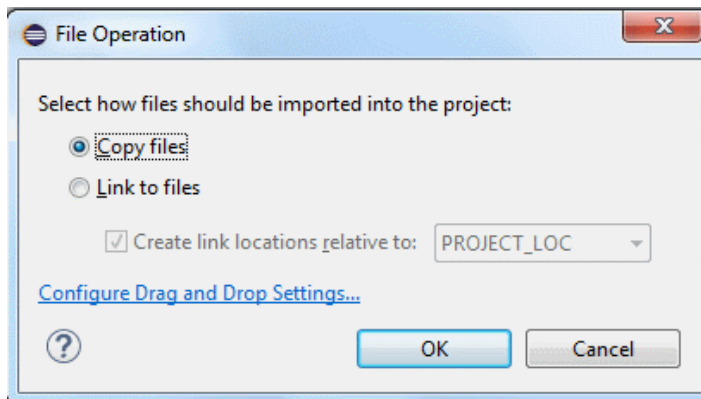 File Operation
Select how files should be imported into the project:
Copy files
Link to files
Create link locations relative to: PROJECT_LOC
Configure Drag and Drop Settings...
? OK Cancel